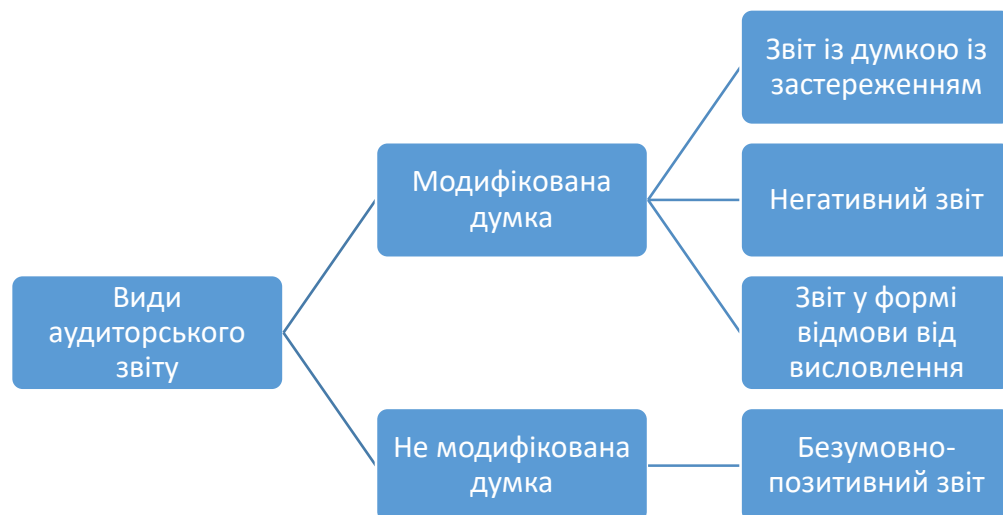 Види
аудиторського
звіту
Модифікована
думка
Звіт із думкою із
застереженням
Негативний звіт
Звіт у формі
відмови від
висловлення
Не модифікована
думка
Безумовно-
позитивний звіт